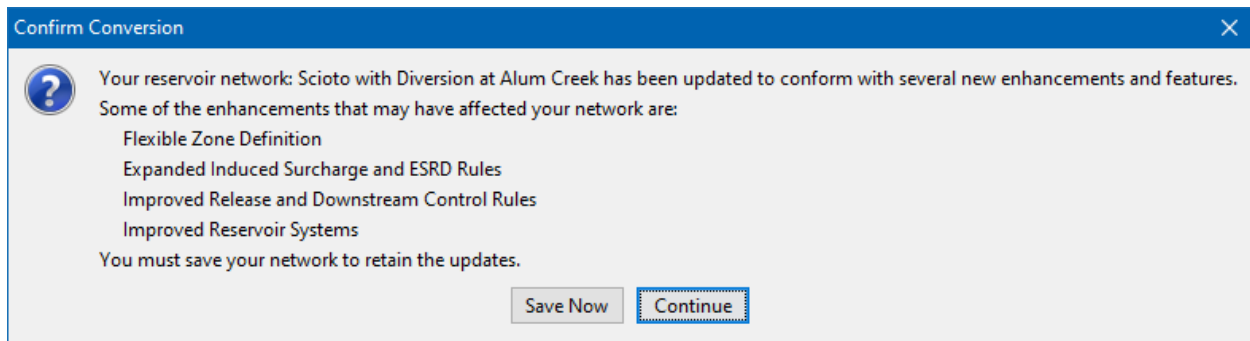 Confirm Conversion
Your reservoir network: Scioto with Diversion at Alum Creek has been updated to conform with several new enhancements and features.
Some of the enhancements that may have affected your network are:
Flexible Zone Definition
Expanded Induced Surcharge and ESRD Rules
Improved Release and Downstream Control Rules
Improved Reservoir Systems
You must save your network to retain the updates.
Save Now Continue